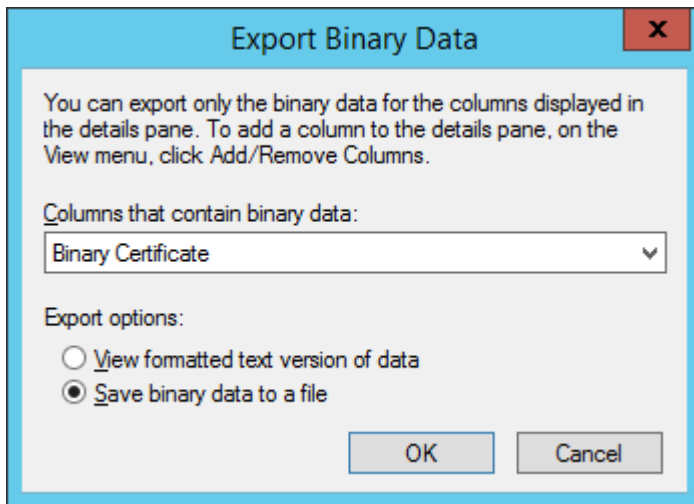 Export Binary Data
x
You can export only the binary data for the columns displayed in
the details pane. To add a column to the details pane, on the
View menu, click Add/Remove Columns.
Columns that contain binary data:
Binary Certificate
Export options:
View formatted text version of data
Save binary data to a file
OK Cancel